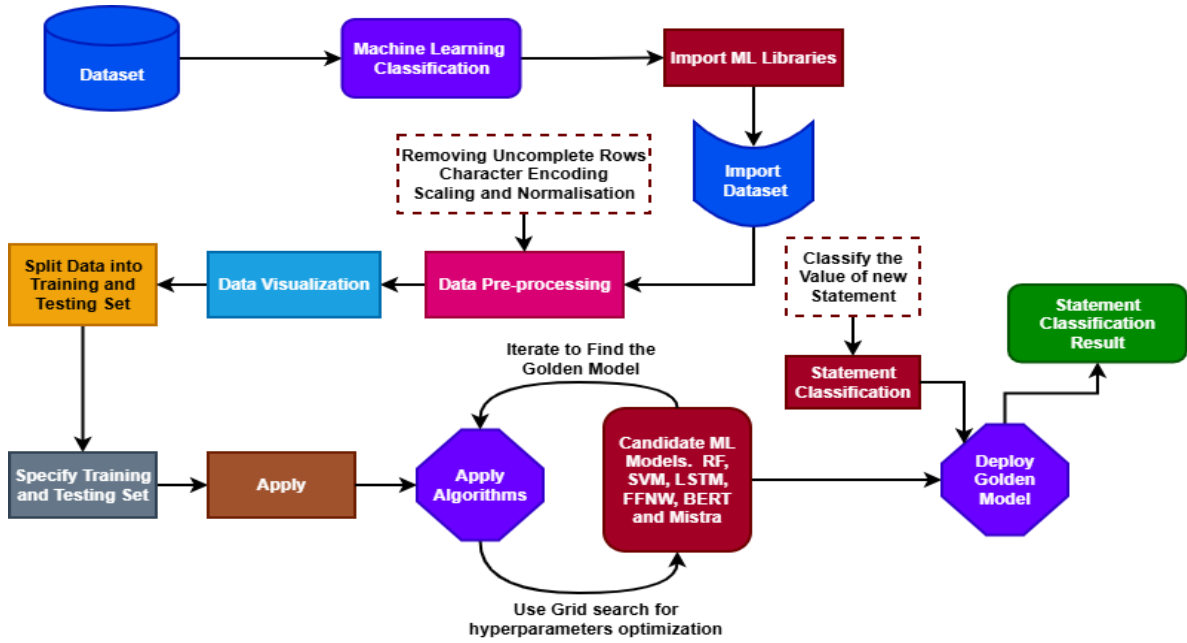 Dataset
Machine Learning
Classification
Import ML Libraries
Import
Dataset
Removing Uncomplete Rows
Character Encoding
Scaling and Normalisation
Data Pre-processing
Data Visualization
Split Data into
Training and
Testing Set
Specify Training
and Testing Set
Apply
Apply
Algorithms
Iterate to Find the
Golden Model
Use Grid search for
hyperparameters optimization
Candidate ML
Models. RF,
SVM, LSTM,
FFNW, BERT
and Mistra
Classify the
Value of new
Statement
Statement
Classification
Deploy
Golden
Model
Statement
Classification
Result